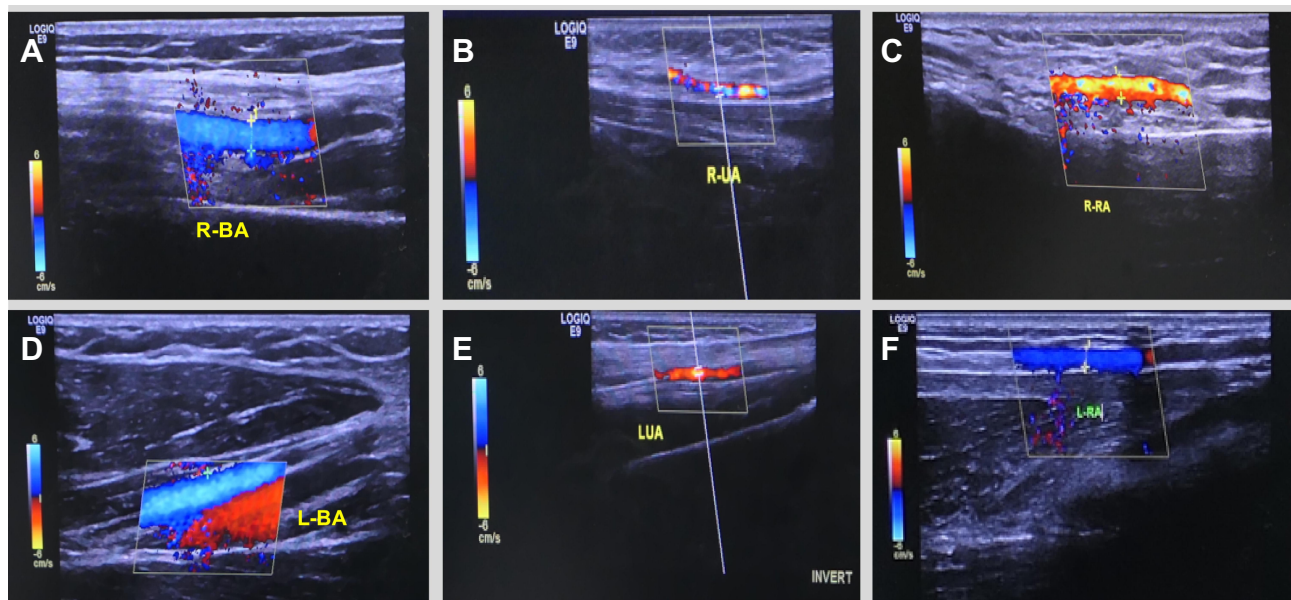 A
LOGIQ
E9
6
-6
cm/s
R-BA
B
LOGIQ
E9
6
-6
cm/s
R-UA
C
LOGIQ
E9
6
-6
cm/s
R-RA
D
LOGIQ
E9
6
-6
cm/s
L-BA
E
LOGIQ
E9
6
-6
cm/s
LUA
INVERT
F
LOGIQ
E9
6
-6
cm/s
L-RA